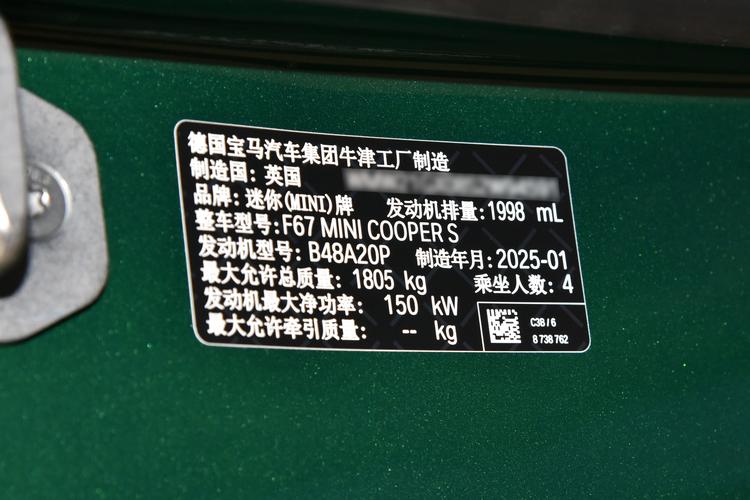 德国宝马汽车集团牛津工厂制造
制造国: 英国
品牌: 迷你(MINI)牌 发动机排量: 1998 mL
整车型号: F67 MINI COOPER S
发动机型号: B48A20P 制造年月: 2025-01
最大允许总质量: 1805 kg 乘坐人数: 4
发动机最大净功率: 150 kW
最大允许牵引质量: -- kg
C3B / 6
8 738 762